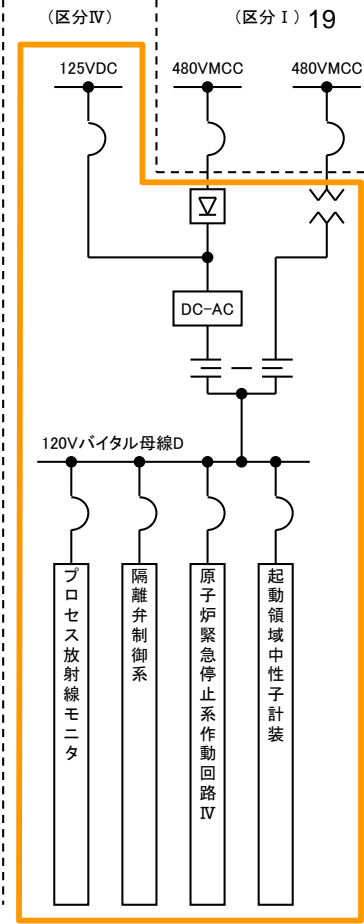 (区分Ⅳ)
(区分Ⅰ) 19
125VDC
480VMCC
480VMCC
DC-AC
120Vバイタル母線D
プロセス放射線モニタ
隔離弁制御系
原子炉緊急停止系作動回路Ⅳ
起動領域中性子計装